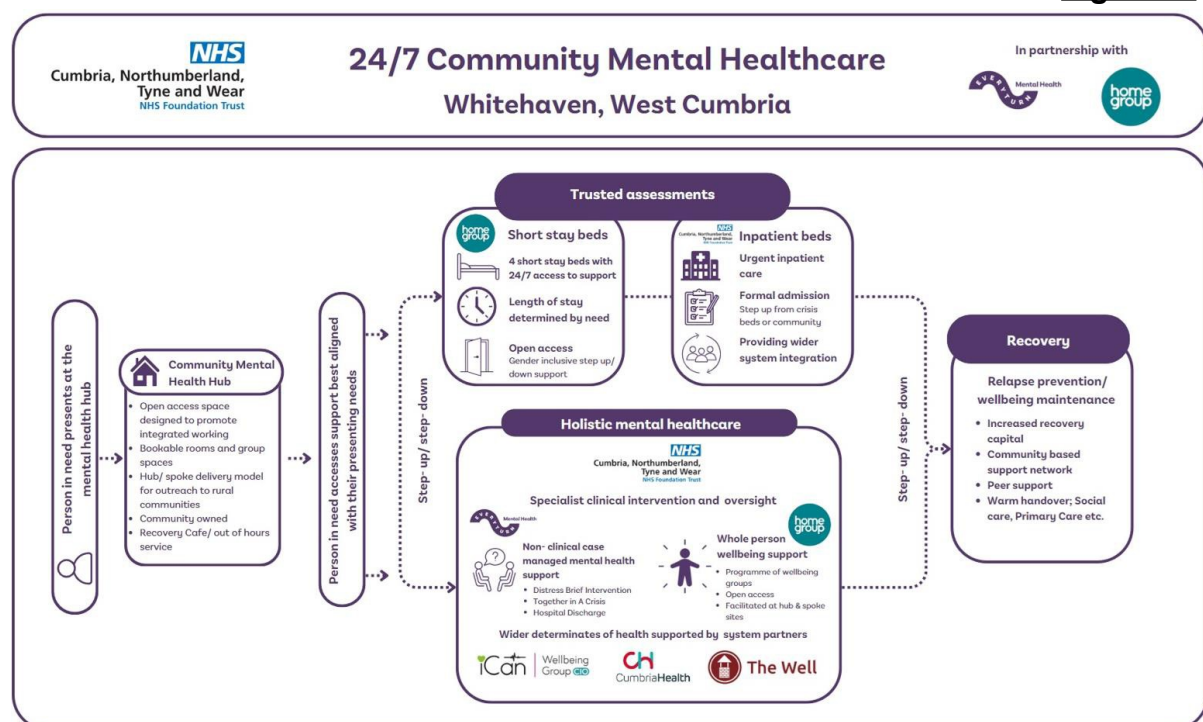 NHS
Cumbria, Northumberland,
Tyne and Wear
NHS Foundation Trust
24/7 Community Mental Healthcare
Whitehaven, West Cumbria
In partnership with
EVERYTURN
Mental Health
home
group
Person in need presents at the
mental health hub
Community Mental
Health Hub
• Open access space
designed to promote
integrated working
• Bookable rooms and group
spaces
• Hub/ spoke delivery model
for outreach to rural
communities
• Community owned
• Recovery Cafe/ out of hours
service
Person in need accesses support best aligned
with their presenting needs
Step- up/ step- down
Trusted assessments
home
group
Short stay beds
4 short stay beds with
24/7 access to support
Length of stay
determined by need
Open access
Gender inclusive step up/
down support
NHS
Cumbria, Northumberland,
Tyne and Wear
NHS Foundation Trust
Inpatient beds
Urgent inpatient
care
Formal admission
Step up from crisis
beds or community
Providing wider
system integration
Holistic mental healthcare
NHS
Cumbria, Northumberland,
Tyne and Wear
NHS Foundation Trust
Specialist clinical intervention and oversight
EVERYTURN
Mental Health
Non- clinical case
managed mental health
support
• Distress Brief Intervention
• Together in A Crisis
• Hospital Discharge
home
group
Whole person
wellbeing support
• Programme of wellbeing
groups
• Open access
• Facilitated at hub & spoke
sites
Wider determinates of health supported by system partners
iCan
Wellbeing
Group CIO
CH
CumbriaHealth
The Well
Step- up/ step- down
Recovery
Relapse prevention/
wellbeing maintenance
• Increased recovery
capital
• Community based
support network
• Peer support
• Warm handover; Social
care, Primary Care etc.